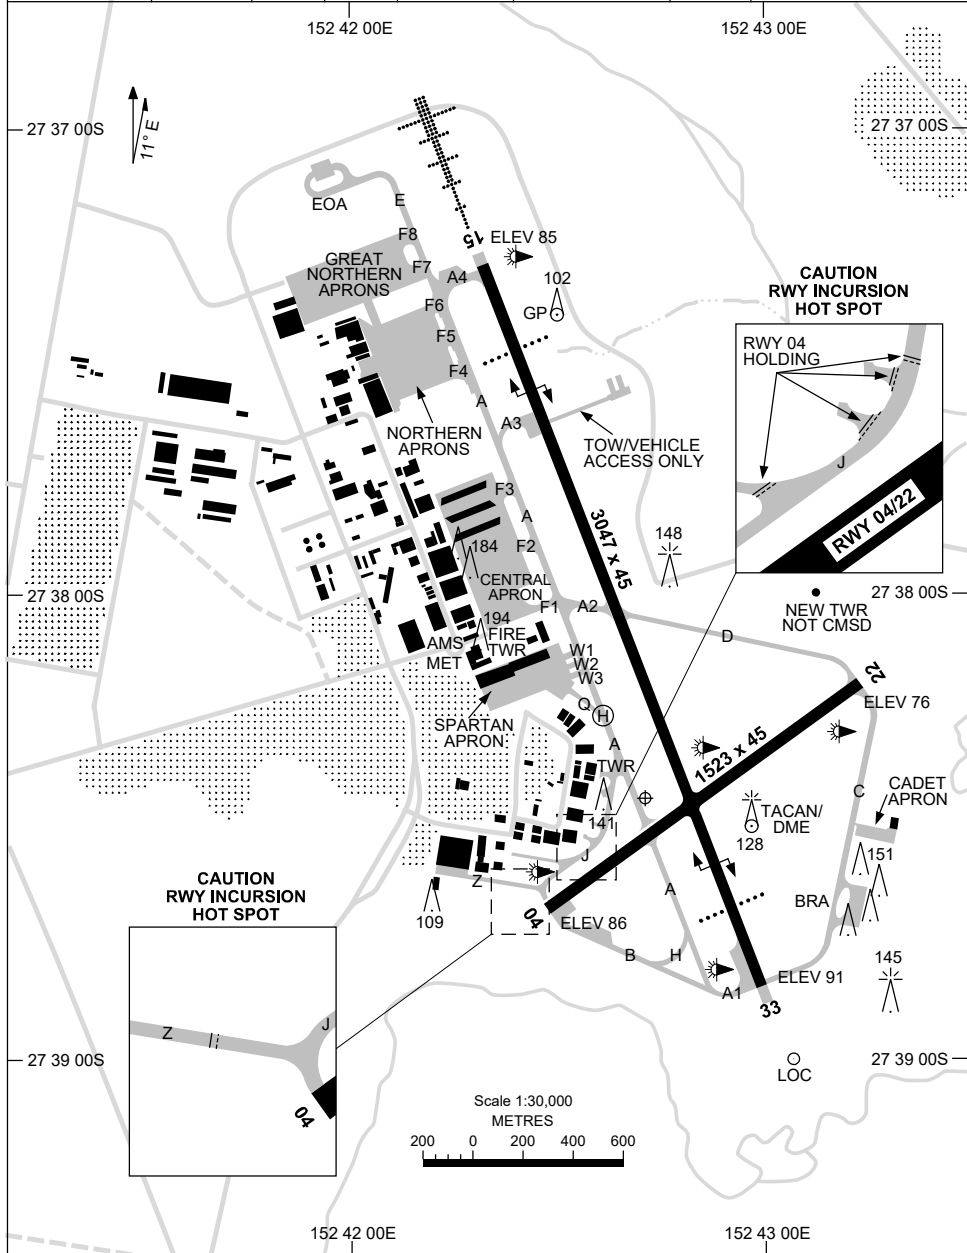 152 42 00E
152 43 00E
27 37 00S
27 37 00S
11° E
EOA
E
F8
15
ELEV 85
GREAT
NORTHERN
APRONS
F7
A4
102
GP
F6
F5
F4
A
A3
NORTHERN
APRONS
TOW/VEHICLE
ACCESS ONLY
CAUTION
RWY INCURSION
HOT SPOT
RWY 04
HOLDING
J
RWY 04/22
F3
A
F2
3047 x 45
148
184
CENTRAL
APRON
27 38 00S
27 38 00S
NEW TWR
NOT CMSD
F1
A2
194
FIRE
TWR
AMS
MET
D
W1
W2
W3
22
ELEV 76
Q
H
SPARTAN
APRON
A
1523 x 45
TWR
141
TACAN/
DME
128
C
CADET
APRON
J
Z
151
A
BRA
109
04
ELEV 86
CAUTION
RWY INCURSION
HOT SPOT
B
H
145
A1
ELEV 91
33
Z
J
04
27 39 00S
27 39 00S
LOC
Scale 1:30,000
METRES
200 0 200 400 600
152 42 00E
152 43 00E